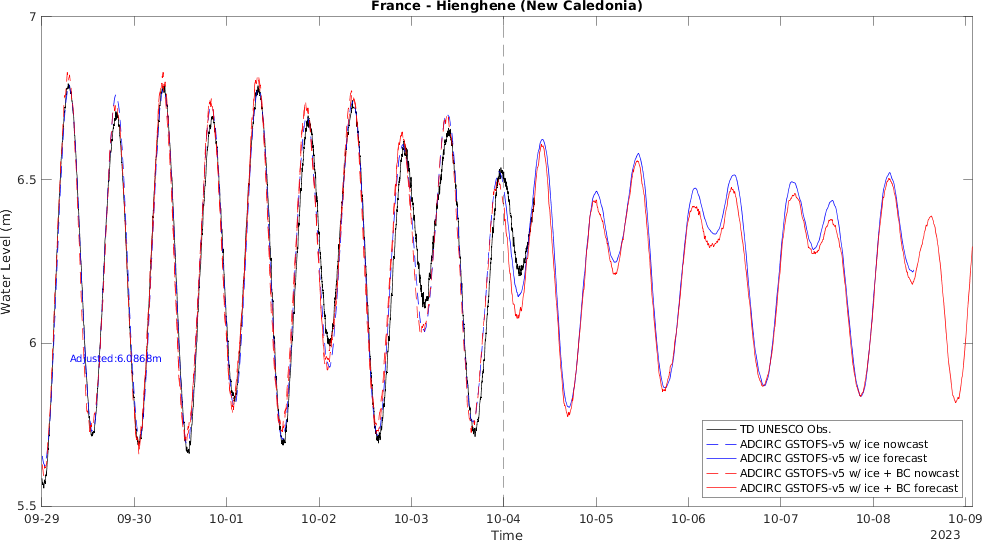 France - Hienghene (New Caledonia)
7
6.5
6
5.5
Water Level (m)
Adjusted:6.0868m
TD UNESCO Obs.
ADCIRC GSTOFS-v5 w/ ice nowcast
ADCIRC GSTOFS-v5 w/ ice forecast
ADCIRC GSTOFS-v5 w/ ice + BC nowcast
ADCIRC GSTOFS-v5 w/ ice + BC forecast
09-29 09-30 10-01 10-02 10-03 10-04 10-05 10-06 10-07 10-08 10-09
Time
2023